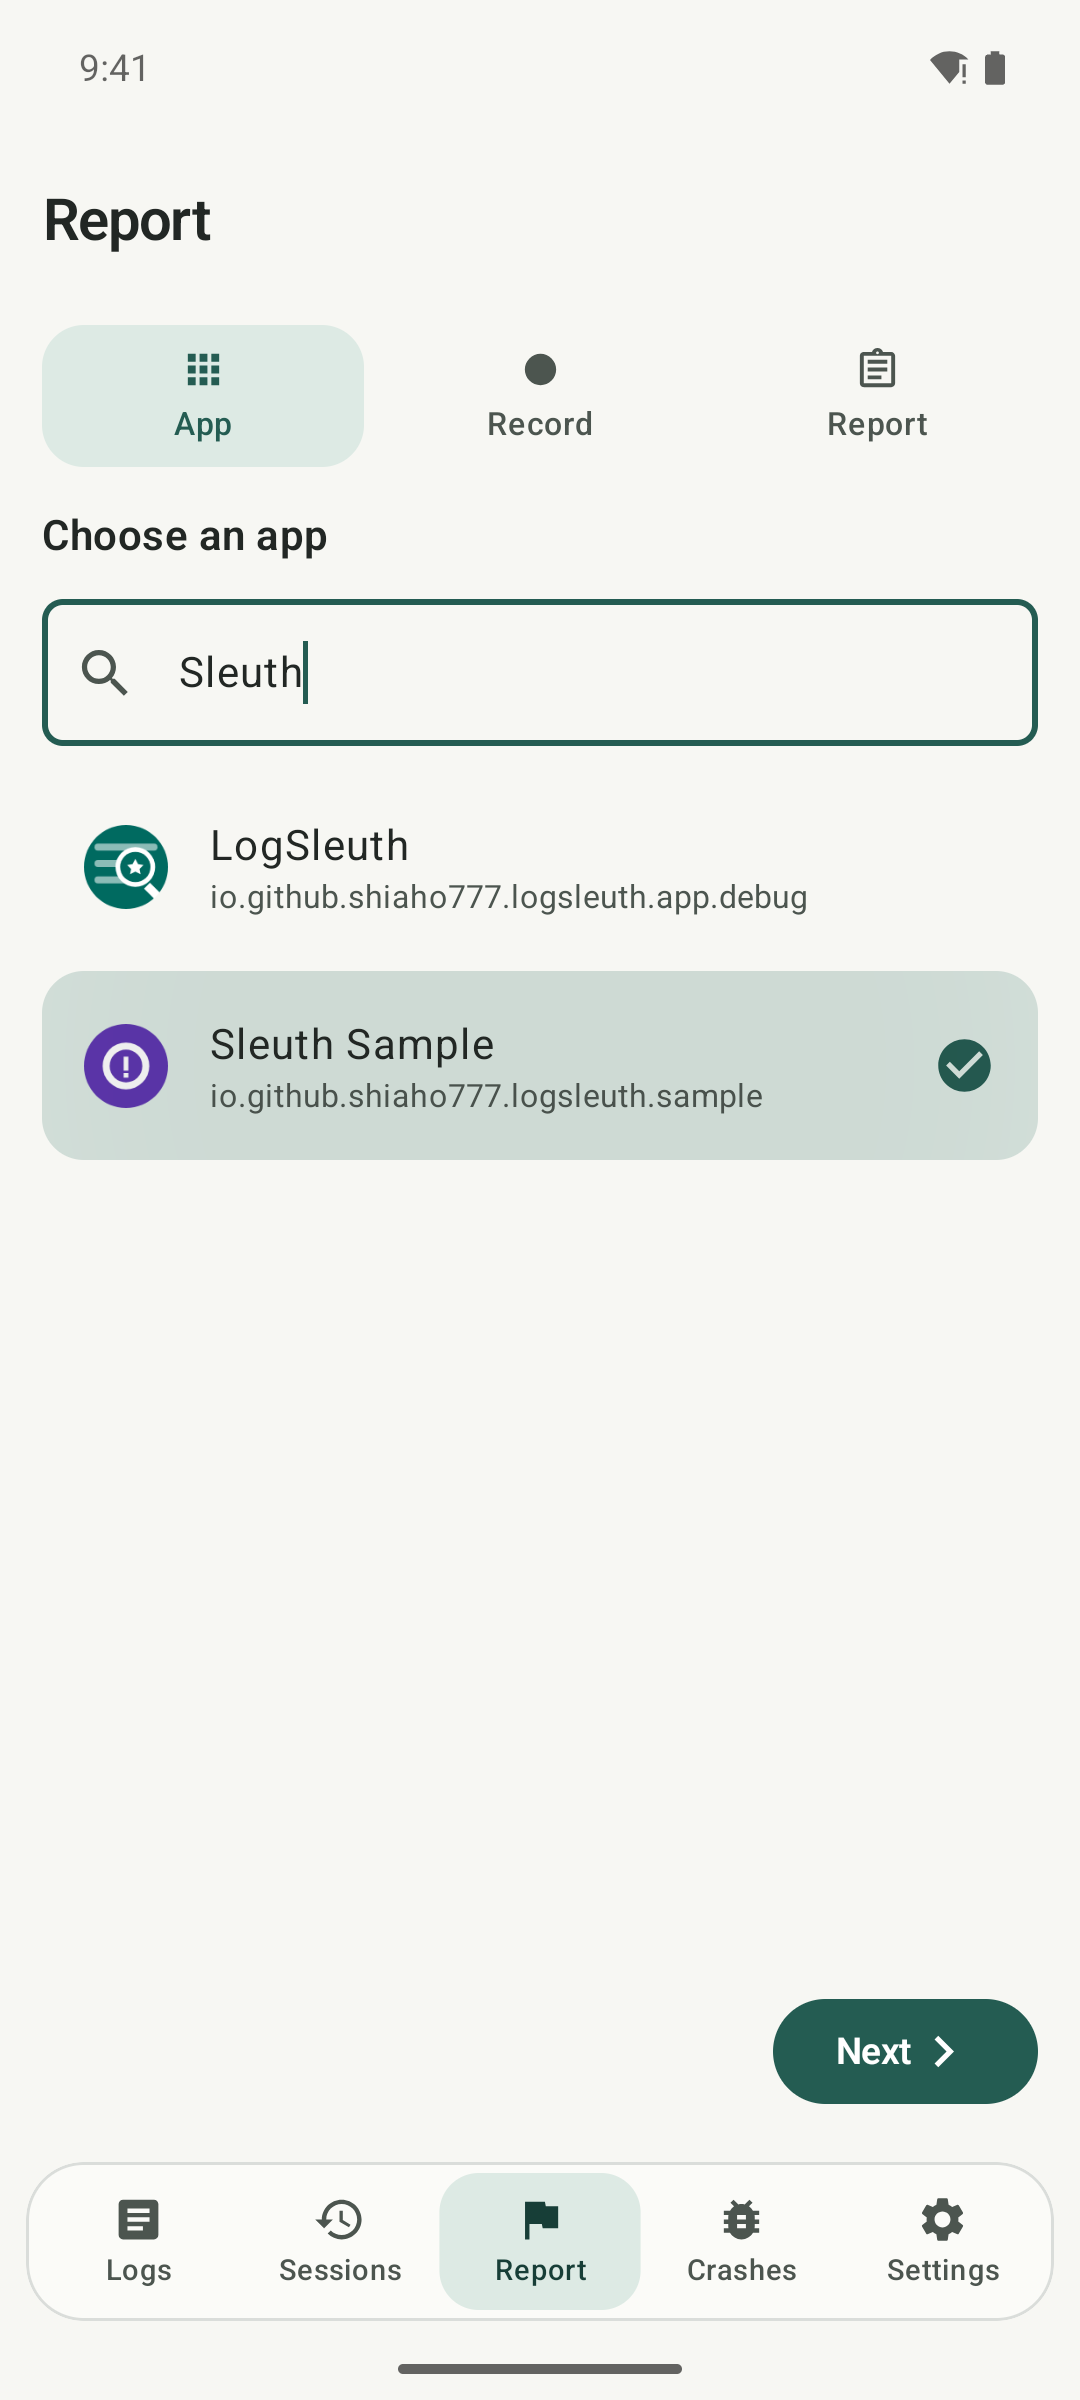 9:41
Report
App
Record
Report
Choose an app
Sleuth
LogSleuth
io.github.shiaho777.logsleuth.app.debug
Sleuth Sample
io.github.shiaho777.logsleuth.sample
Next
Logs
Sessions
Report
Crashes
Settings